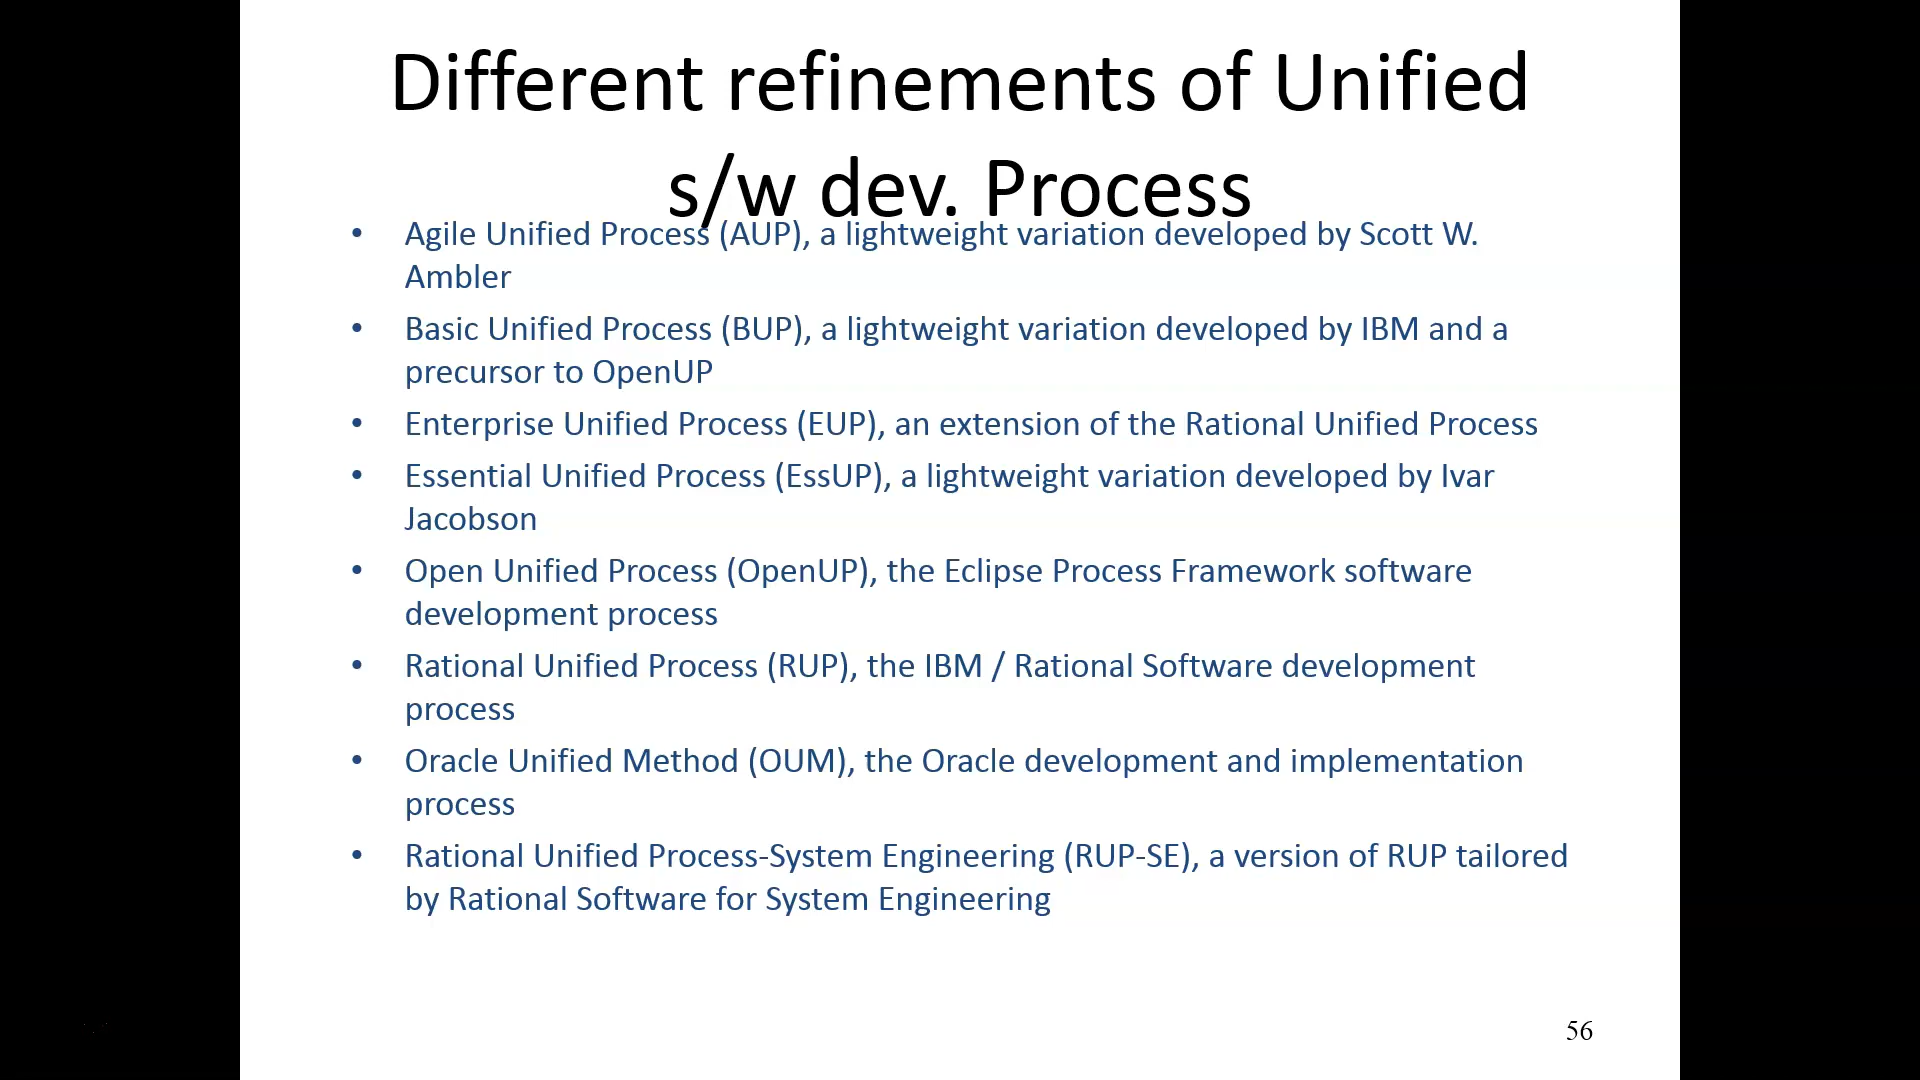 Different refinements of Unified
s/w dev. Process
• Agile Unified Process (AUP), a lightweight variation developed by Scott W.
Ambler
• Basic Unified Process (BUP), a lightweight variation developed by IBM and a
precursor to OpenUP
• Enterprise Unified Process (EUP), an extension of the Rational Unified Process
• Essential Unified Process (EssUP), a lightweight variation developed by Ivar
Jacobson
• Open Unified Process (OpenUP), the Eclipse Process Framework software
development process
• Rational Unified Process (RUP), the IBM / Rational Software development
process
• Oracle Unified Method (OUM), the Oracle development and implementation
process
• Rational Unified Process-System Engineering (RUP-SE), a version of RUP tailored
by Rational Software for System Engineering
56